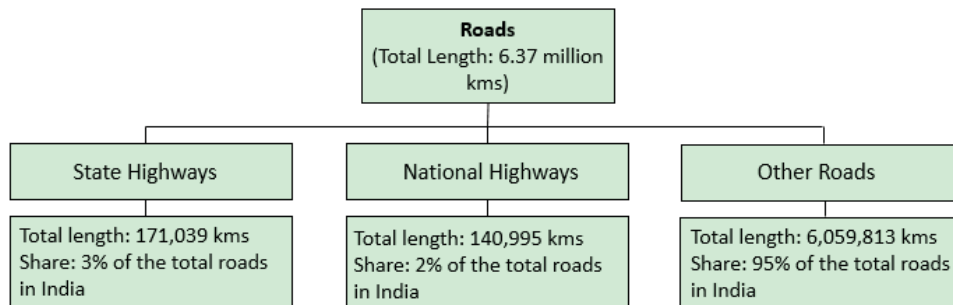 Roads
(Total Length: 6.37 million
kms)
State Highways
National Highways
Other Roads
Total length: 171,039 kms
Share: 3% of the total roads
in India
Total length: 140,995 kms
Share: 2% of the total roads
in India
Total length: 6,059,813 kms
Share: 95% of the total roads
in India